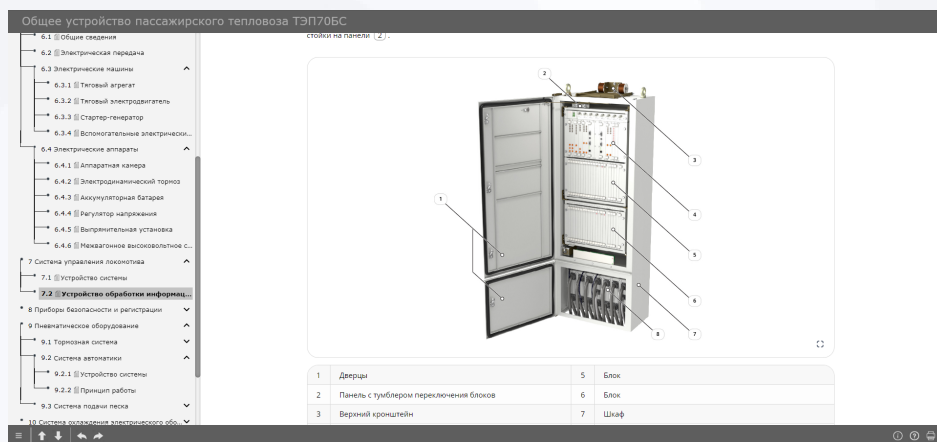 Общее устройство пассажирского тепловоза ТЭП70БС
6.1 Общие сведения
6.2 Электрическая передача
6.3 Электрические машины
6.3.1 Тяговый агрегат
6.3.2 Тяговый электродвигатель
6.3.3 Стартер-генератор
6.3.4 Вспомогательные электрически...
6.4 Электрические аппараты
6.4.1 Аппаратная камера
6.4.2 Электродинамический тормоз
6.4.3 Аккумуляторная батарея
6.4.4 Регулятор напряжения
6.4.5 Выпрямительная установка
6.4.6 Межвагонное высоковольтное с...
7 Система управления локомотива
7.1 Устройство системы
7.2 Устройство обработки информац...
8 Приборы безопасности и регистрации
9 Пневматическое оборудование
9.1 Тормозная система
9.2 Система автоматики
9.2.1 Устройство системы
9.2.2 Принцип работы
9.3 Система подачи песка
10 Система охлаждения электрического обо...
стойки на панели 2 .
2
3
1
4
5
6
8
7
1 Дверцы 5 Блок
2 Панель с тумблером переключения блоков 6 Блок
3 Верхний кронштейн 7 Шкаф